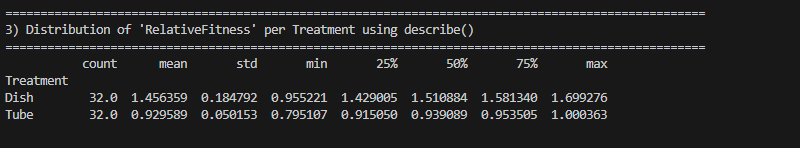 ====================================================================================================
3) Distribution of 'RelativeFitness' per Treatment using describe()
====================================================================================================
           count      mean       std       min       25%       50%       75%       max
Treatment
Dish        32.0  1.456359  0.184792  0.955221  1.429005  1.510884  1.581340  1.699276
Tube        32.0  0.929589  0.050153  0.795107  0.915050  0.939089  0.953505  1.000363